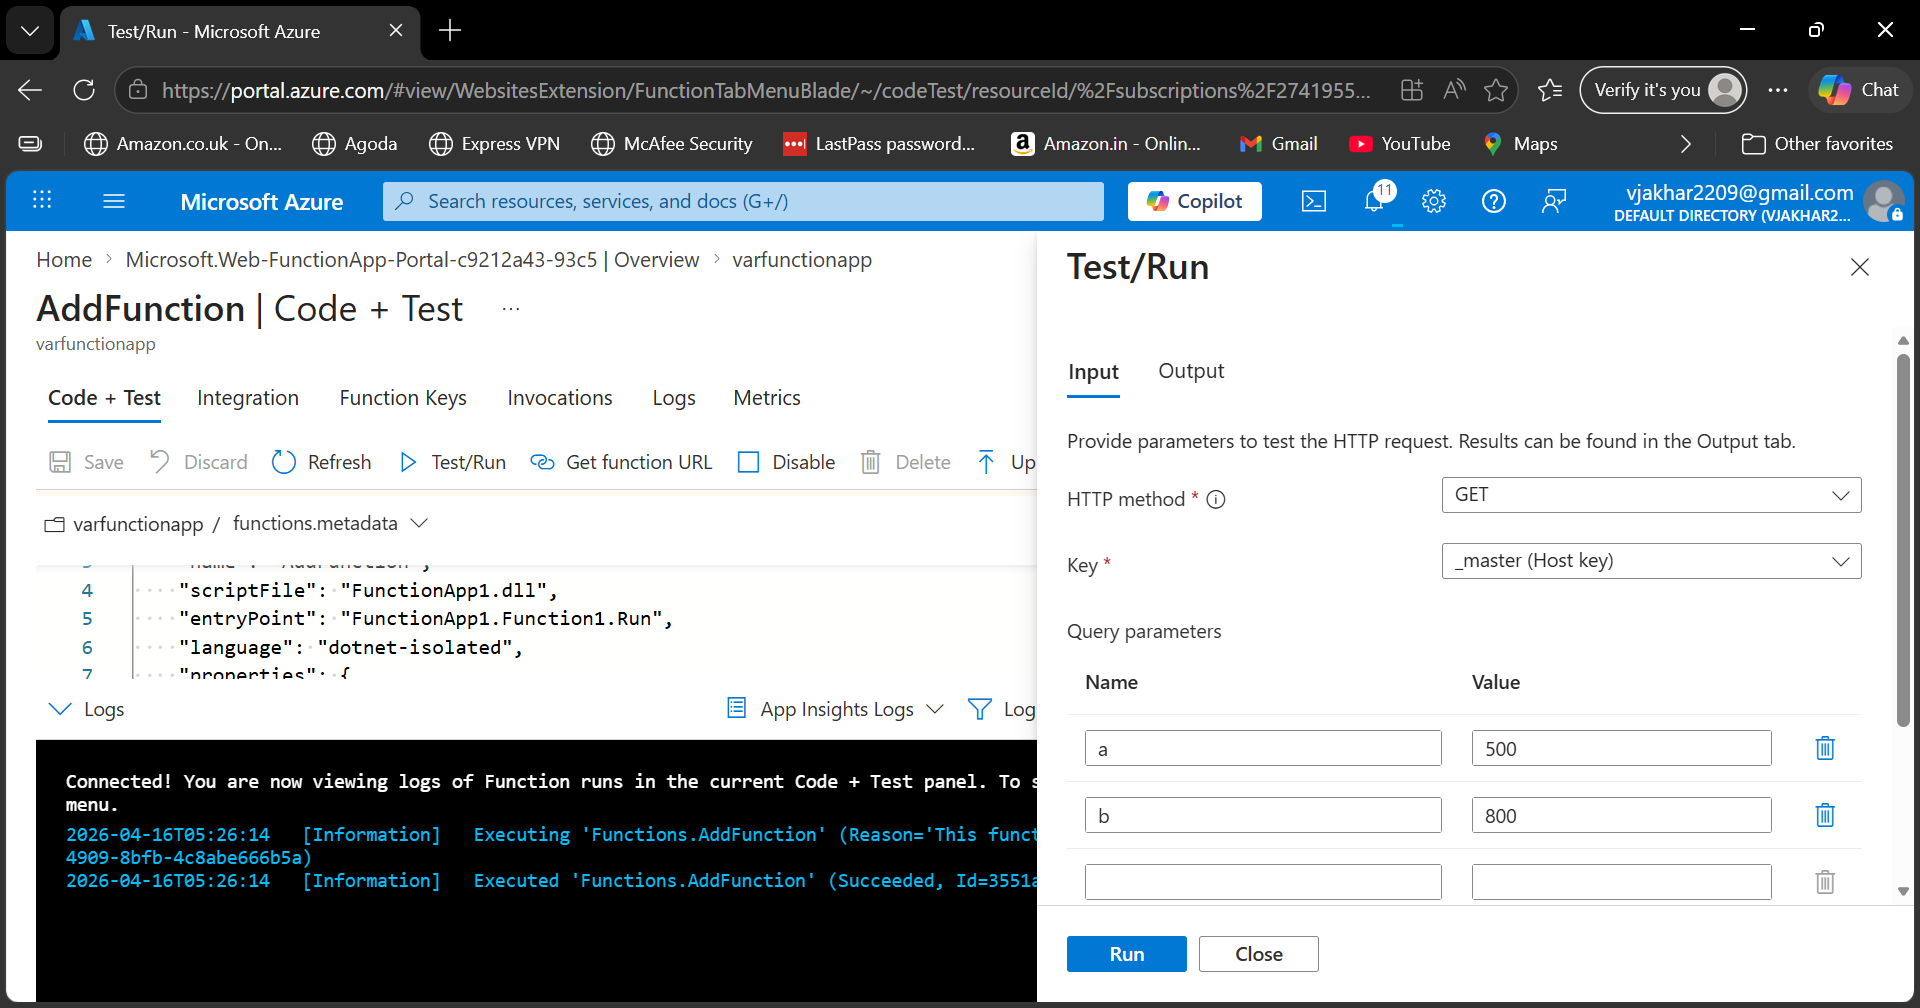 Test/Run - Microsoft Azure
https://portal.azure.com/#view/WebsitesExtension/FunctionTabMenuBlade/~/codeTest/resourceId/%2Fsubscriptions%2F2741955...
Verify it's you
Chat
Amazon.co.uk - On...
Agoda
Express VPN
McAfee Security
LastPass password...
Amazon.in - Onlin...
Gmail
YouTube
Maps
Other favorites
Microsoft Azure
Search resources, services, and docs (G+/)
Copilot
11
vjakhar2209@gmail.com
DEFAULT DIRECTORY (VJAKHAR2...
Home > Microsoft.Web-FunctionApp-Portal-c9212a43-93c5 | Overview > varfunctionapp
AddFunction | Code + Test ...
varfunctionapp
Code + Test
Integration
Function Keys
Invocations
Logs
Metrics
Save
Discard
Refresh
Test/Run
Get function URL
Disable
Delete
Up
varfunctionapp / functions.metadata
"name": "AddFunction",
4 "scriptFile": "FunctionApp1.dll",
5 "entryPoint": "FunctionApp1.Function1.Run",
6 "language": "dotnet-isolated",
7 "properties": {
Logs
App Insights Logs
Log
Connected! You are now viewing logs of Function runs in the current Code + Test panel. To s
menu.
2026-04-16T05:26:14 [Information] Executing 'Functions.AddFunction' (Reason='This funct
4909-8bfb-4c8abe666b5a)
2026-04-16T05:26:14 [Information] Executed 'Functions.AddFunction' (Succeeded, Id=3551a
Test/Run
Input
Output
Provide parameters to test the HTTP request. Results can be found in the Output tab.
HTTP method *
GET
Key *
_master (Host key)
Query parameters
Name
Value
a
500
b
800
Run
Close